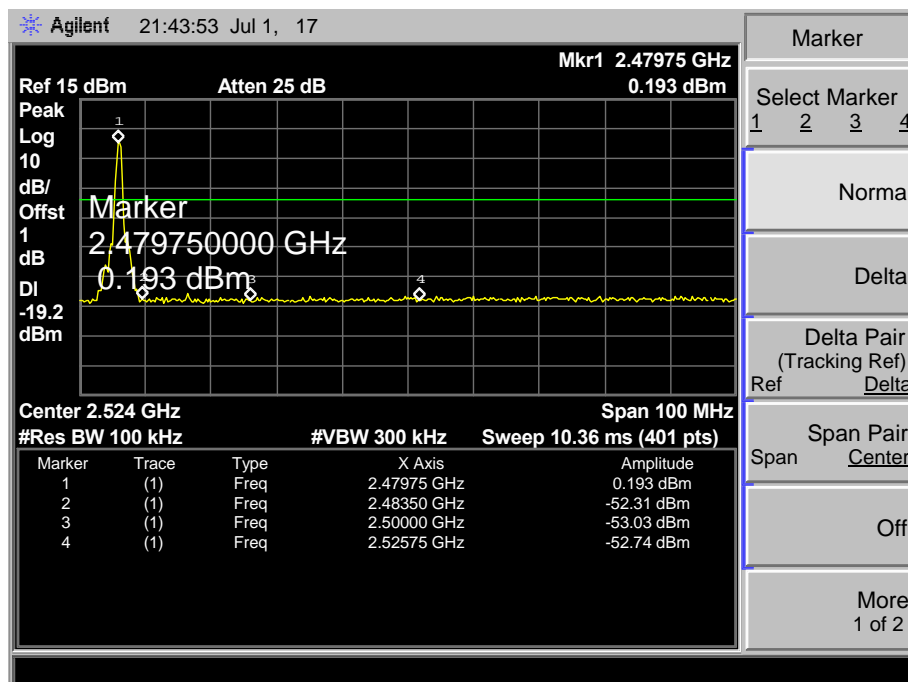 Agilent 21:43:53 Jul 1, 17
Mkr1 2.47975 GHz
Ref 15 dBm Atten 25 dB 0.193 dBm
Peak
Log
10
dB/
Offst
1
dB
DI
-19.2
dBm
1
Marker
2.479750000 GHz
0.193 dBm
2 3 4
Center 2.524 GHz Span 100 MHz
#Res BW 100 kHz #VBW 300 kHz Sweep 10.36 ms (401 pts)
Marker Trace Type X Axis Amplitude
1 (1) Freq 2.47975 GHz 0.193 dBm
2 (1) Freq 2.48350 GHz -52.31 dBm
3 (1) Freq 2.50000 GHz -53.03 dBm
4 (1) Freq 2.52575 GHz -52.74 dBm
Marker
Select Marker
1 2 3 4
Norma
Delta
Delta Pair
(Tracking Ref)
Ref Delta
Span Pair
Span Center
Off
More
1 of 2